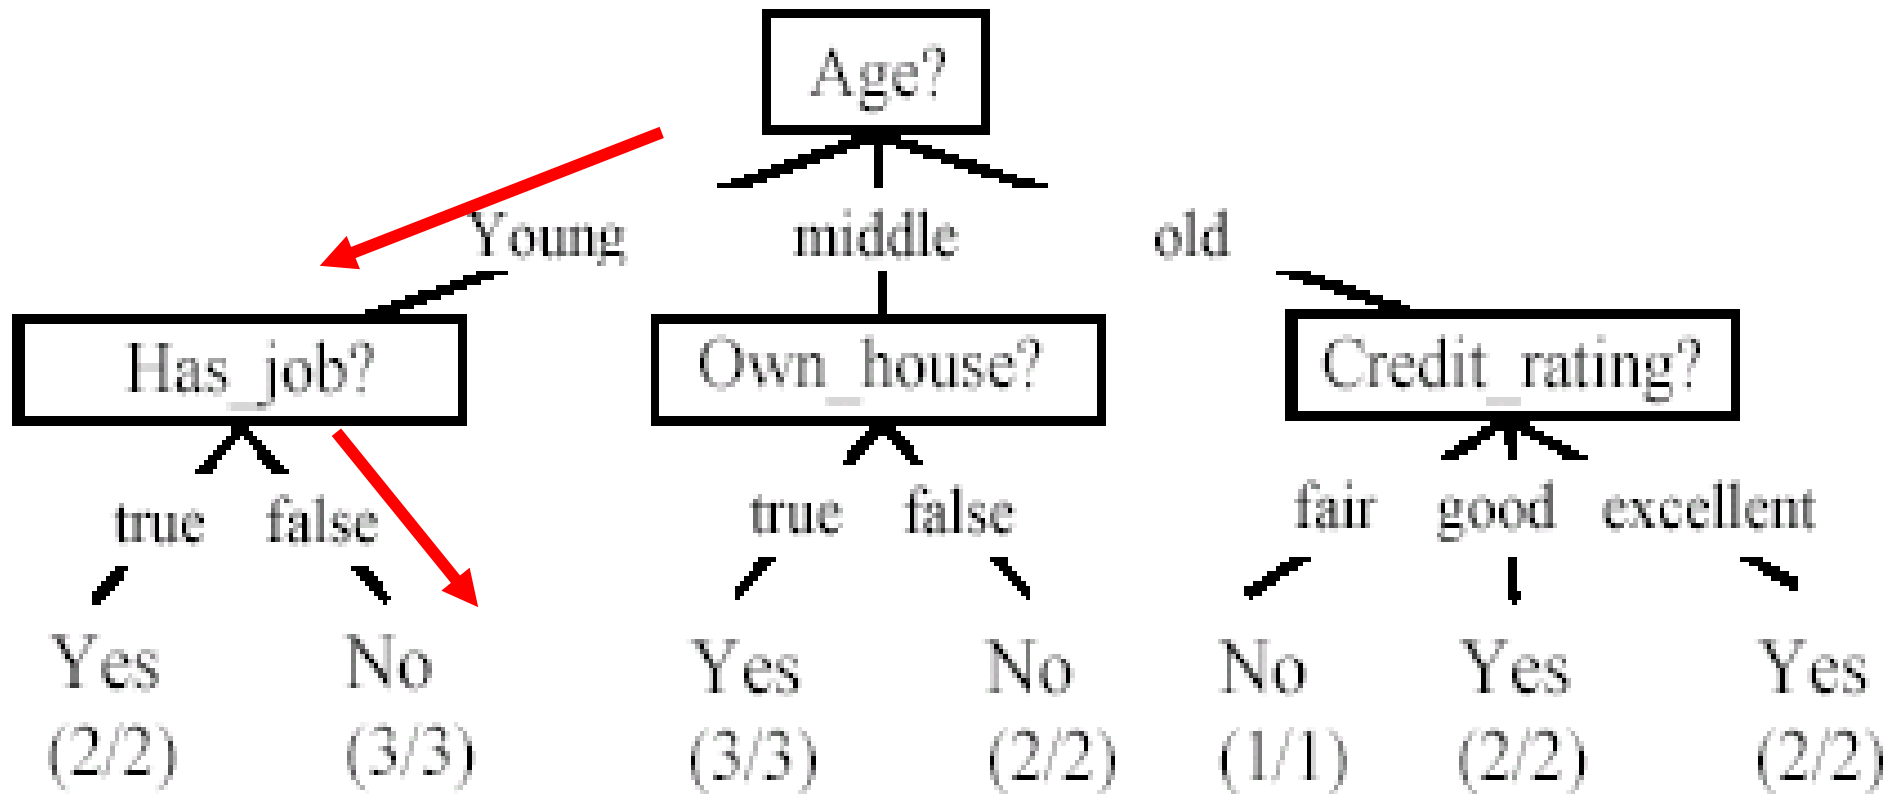 Age?
Young middle old
Has_job? Own_house? Credit_rating?
true false true false fair good excellent
Yes No Yes No No Yes Yes
(2/2) (3/3) (3/3) (2/2) (1/1) (2/2) (2/2)